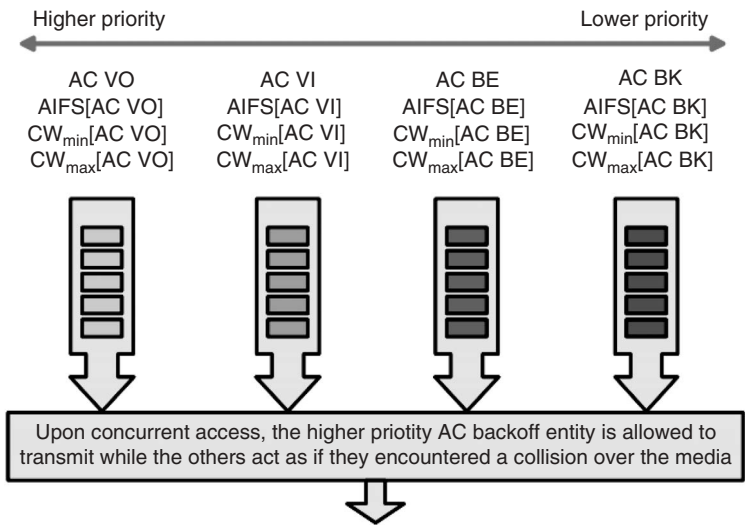 Higher priority
Lower priority
AC VO
AIFS[AC VO]
CWmin[AC VO]
CWmax[AC VO]
AC VI
AIFS[AC VI]
CWmin[AC VI]
CWmax[AC VI]
AC BE
AIFS[AC BE]
CWmin[AC BE]
CWmax[AC BE]
AC BK
AIFS[AC BK]
CWmin[AC BK]
CWmax[AC BK]
Upon concurrent access, the higher priotity AC backoff entity is allowed to
transmit while the others act as if they encountered a collision over the media